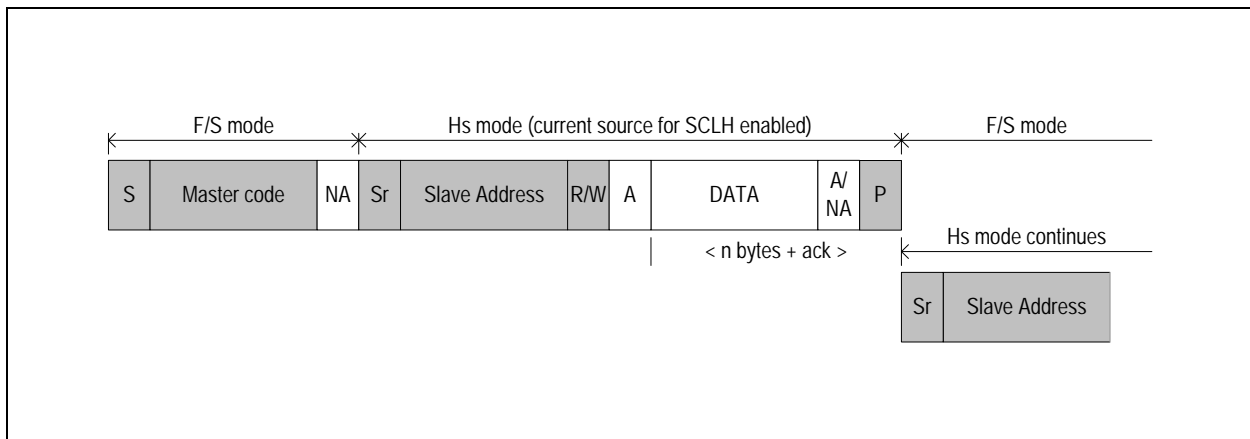 F/S mode Hs mode (current source for SCLH enabled) F/S mode
S Master code NA Sr Slave Address R/W A DATA A/
NA P
Hs mode continues
< n bytes + ack >
Sr Slave Address